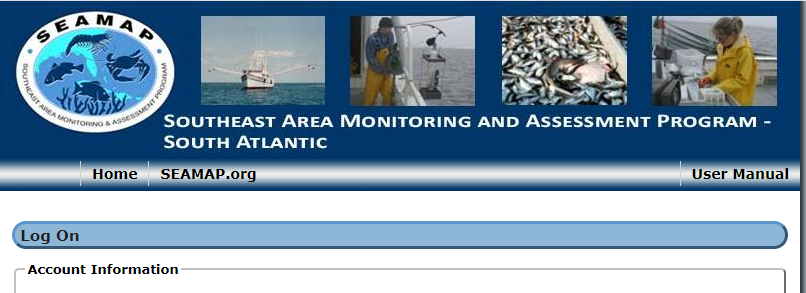 SEAMAP
SOUTHEAST AREA MONITORING & ASSESSMENT PROGRAM
SOUTHEAST AREA MONITORING AND ASSESSMENT PROGRAM -
SOUTH ATLANTIC
Home SEAMAP.org User Manual
Log On
Account Information